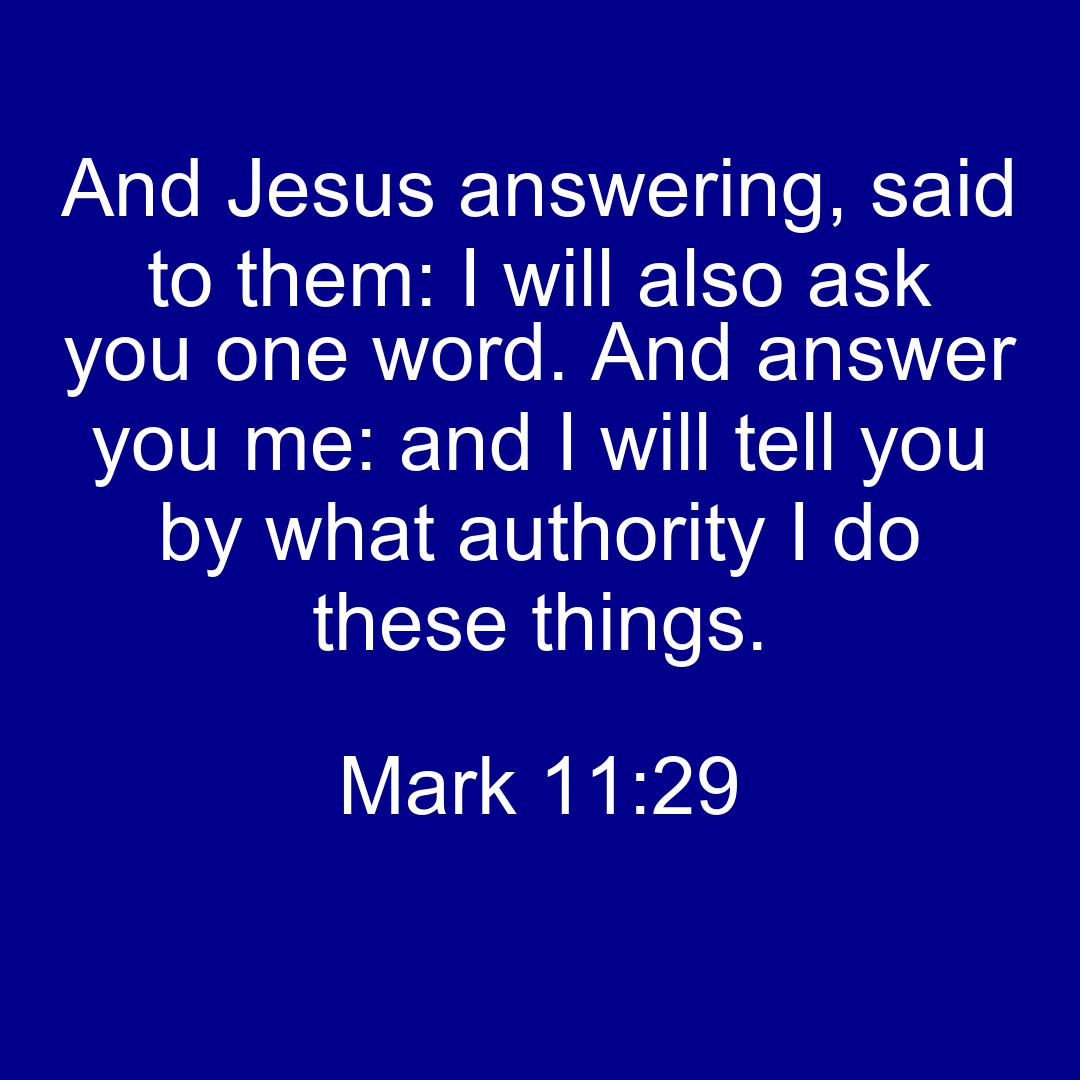 And Jesus answering, said
to them: I will also ask
you one word. And answer
you me: and I will tell you
by what authority I do
these things.
Mark 11:29